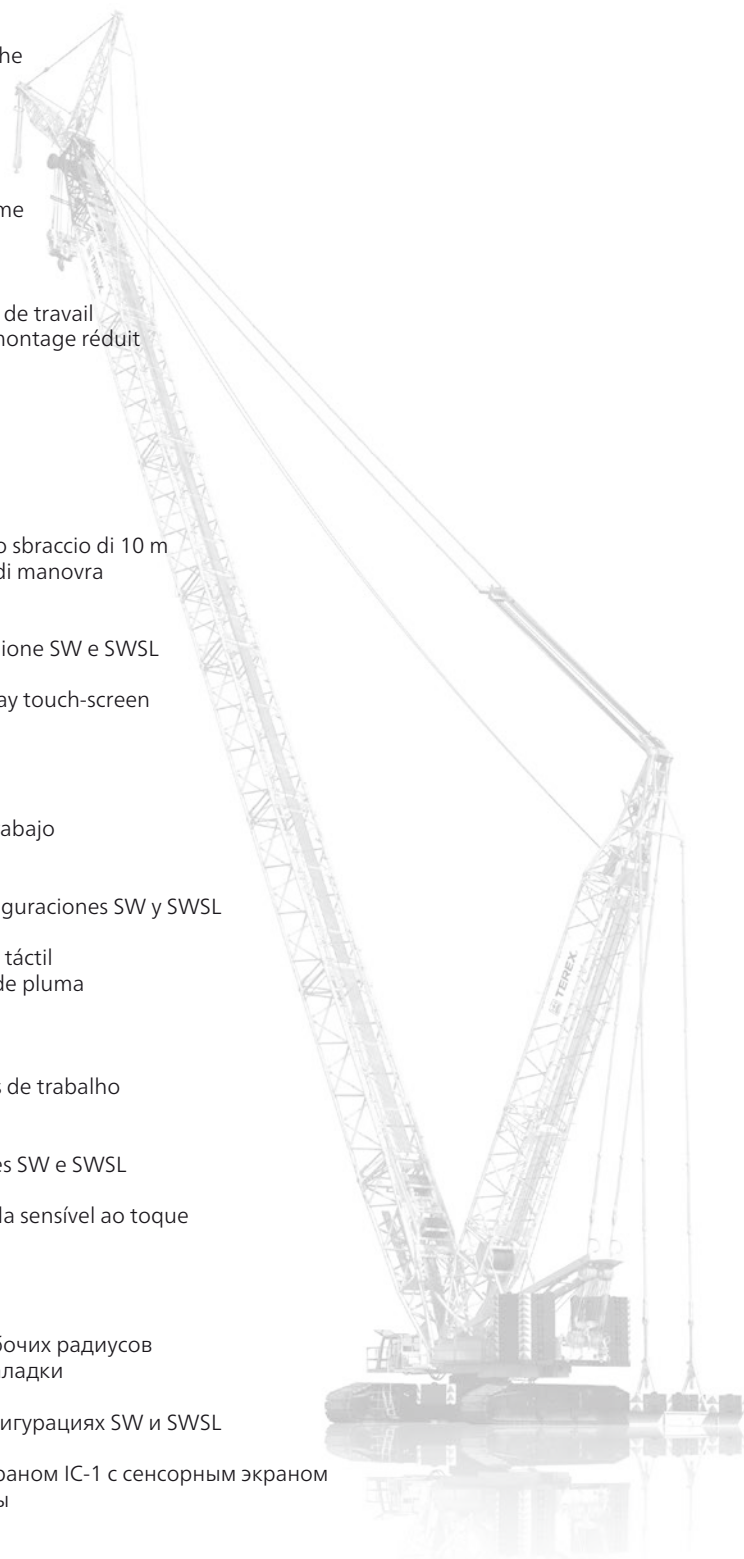 he
me
de travail
montage réduit
o sbraccio di 10 m
di manovra
ione SW e SWSL
ay touch-screen
abajo
guraciones SW y SWSL
táctil
de pluma
s de trabalho
es SW e SWSL
la sensível ao toque
бочих радиусов
ладки
игурациях SW и SWSL
раном IC-1 с сенсорным экраном
ы
TEREX
TEREX